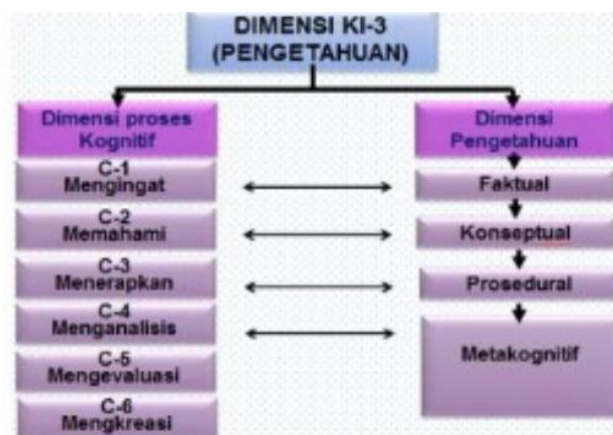 DIMENSI KI-3
(PENGETAHUAN)
Dimensi proses
Kognitif
C-1
Mengingat
C-2
Memahami
C-3
Menerapkan
C-4
Menganalisis
C-5
Mengevaluasi
C-6
Mengkreasi
Dimensi
Pengetahuan
Faktual
Konseptual
Prosedural
Metakognitif